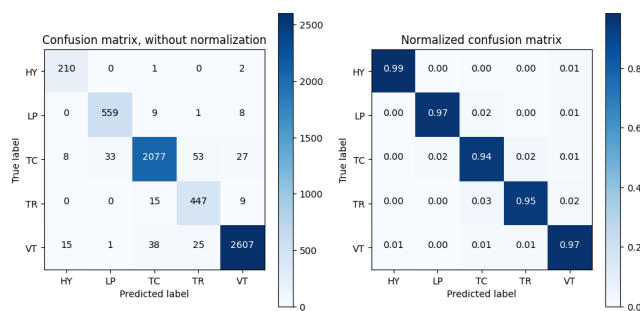 Confusion matrix, without normalization
HY 210 0 1 0 2
LP 0 559 9 1 8
TC 8 33 2077 53 27
TR 0 0 15 447 9
VT 15 1 38 25 2607
HY LP TC TR VT
True label
Predicted label
2500
2000
1500
1000
500
0
Normalized confusion matrix
HY 0.99 0.00 0.00 0.00 0.01
LP 0.00 0.97 0.02 0.00 0.01
TC 0.00 0.02 0.94 0.02 0.01
TR 0.00 0.00 0.03 0.95 0.02
VT 0.01 0.00 0.01 0.01 0.97
HY LP TC TR VT
True label
Predicted label
0.8
0.6
0.4
0.2
0.0